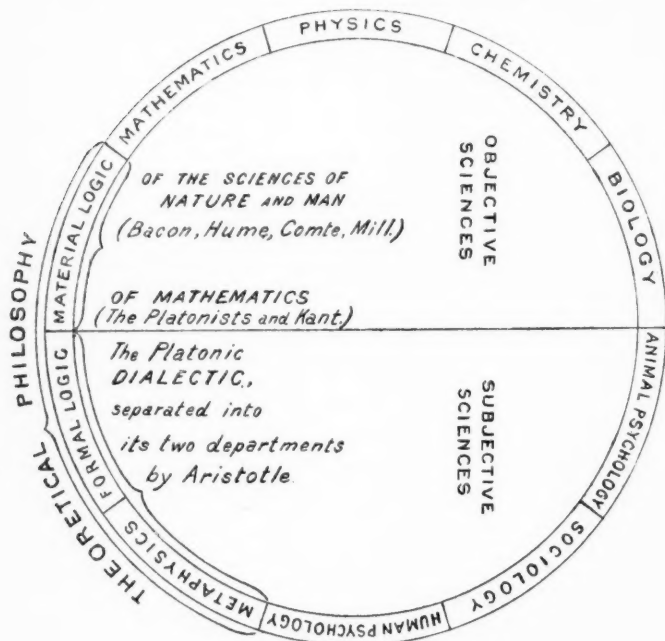 PHYSICS
MATHEMATICS
CHEMISTRY
BIOLOGY
MATERIAL LOGIC
OF THE SCIENCES OF
NATURE AND MAN
(Bacon, Hume, Comte, Mill.)
OBJECTIVE
SCIENCES
OF MATHEMATICS
(The Platonists and Kant.)
THEORETICAL PHILOSOPHY
FORMAL LOGIC
The Platonic
DIALECTIC,
separated into
its two departments
by Aristotle.
SUBJECTIVE
SCIENCES
ANIMAL PSYCHOLOGY
SOCIOLOGY
HUMAN PSYCHOLOGY
METAPHYSICS